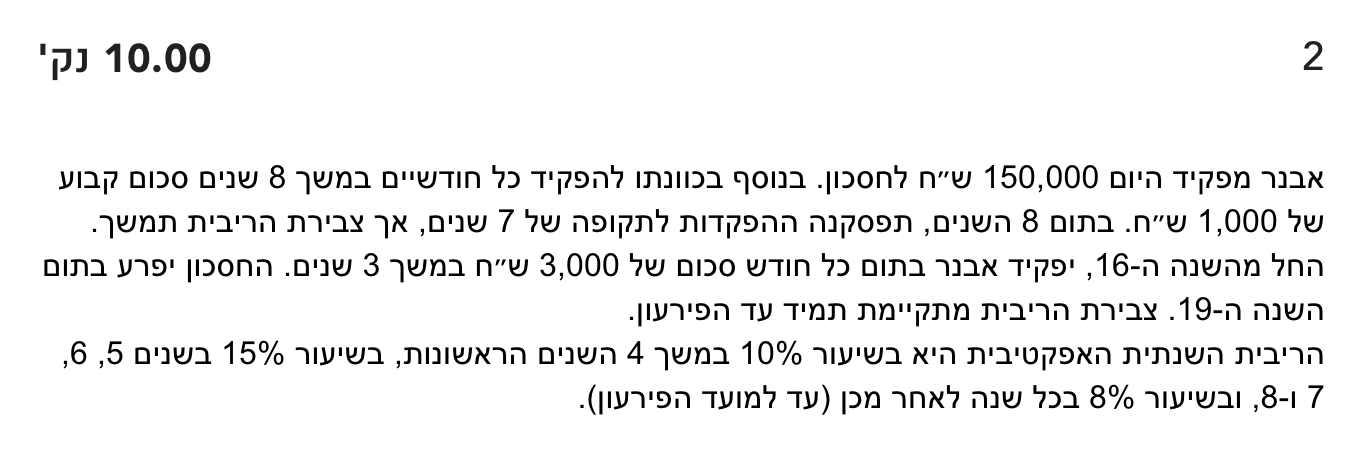 2
10.00 נק'
אבנר מפקיד היום 150,000 ש״ח לחסכון. בנוסף בכוונתו להפקיד כל חודשיים במשך 8 שנים סכום קבוע
של 1,000 ש״ח. בתום 8 השנים, תפסקנה ההפקדות לתקופה של 7 שנים, אך צבירת הריבית תמשך.
החל מהשנה ה-16, יפקיד אבנר בתום כל חודש סכום של 3,000 ש״ח במשך 3 שנים. החסכון יפרע בתום
השנה ה-19. צבירת הריבית מתקיימת תמיד עד הפירעון.
הריבית השנתית האפקטיבית היא בשיעור 10% במשך 4 השנים הראשונות, בשיעור 15% בשנים 5, 6,
7 ו-8, ובשיעור 8% בכל שנה לאחר מכן (עד למועד הפירעון).